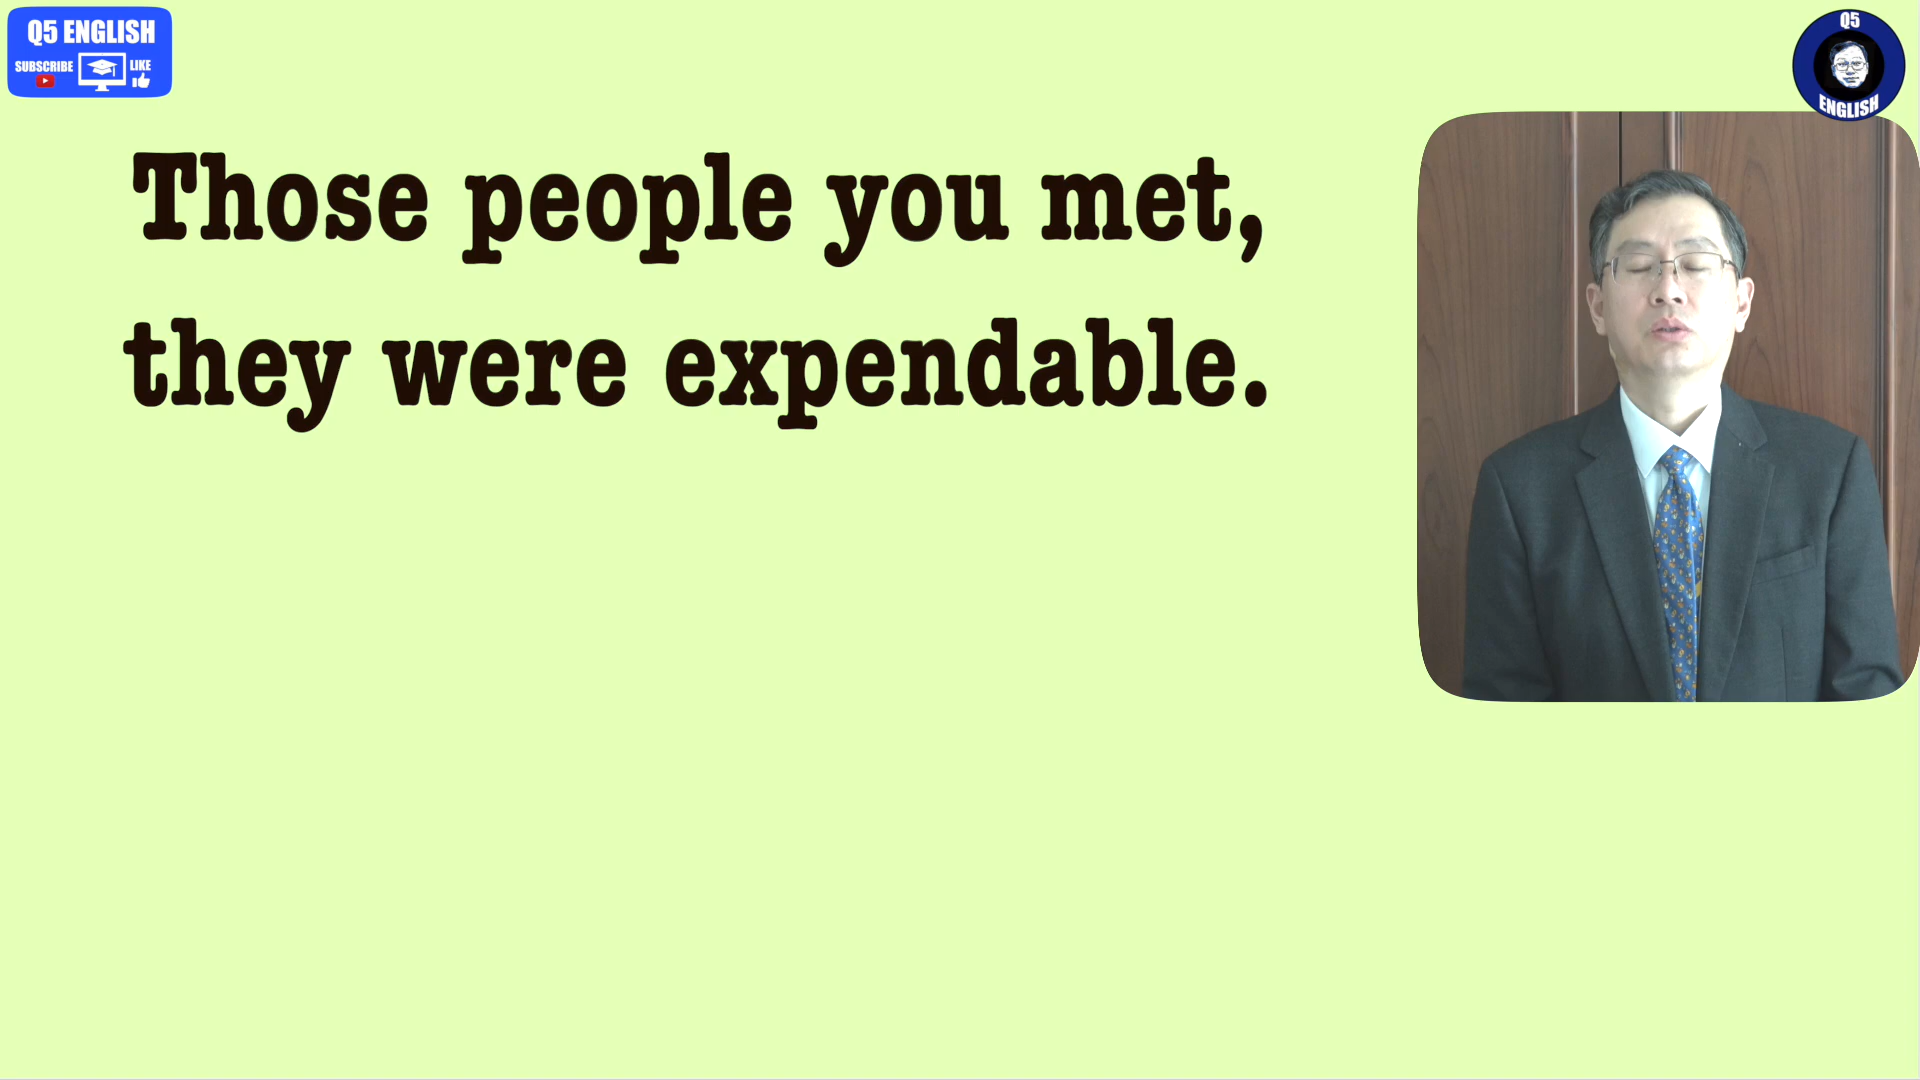 Q5 ENGLISH
SUBSCRIBE
LIKE
Q5
ENGLISH
Those people you met,
they were expendable.